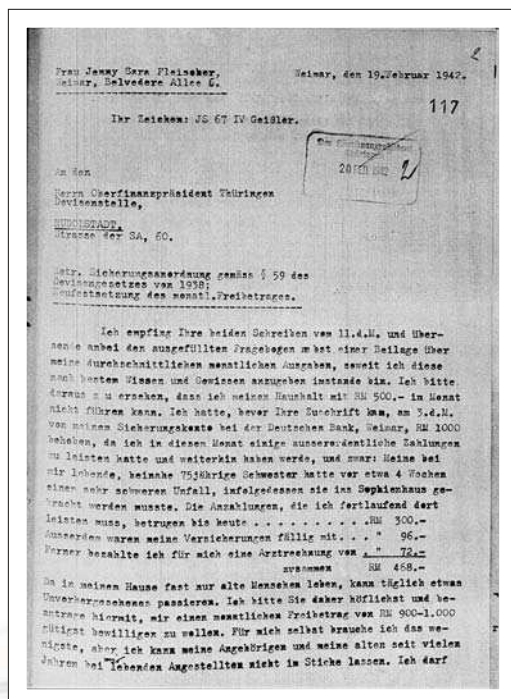 2
Frau Jenny Sara Fleischer,
Weimar, Belvedere Allee 6.
Weimar, den 19.Februar 1942.
117
Ihr Zeichen: JS 67 IV Geißler.
Der Oberfinanzpräsident
20 FEB 1942
2
An den
Herrn Oberfinanzpräsident Thüringen
Devisenstelle,
RUDOLSTADT,
Strasse der SA, 60.
Betr. Sicherungsanordnung gemäss § 59 des
Devisengesetzes von 1938;
Neufestsetzung des monatl.Freibetrages.
Ich empfing Ihre beiden Schreiben vom 11.d.M. und über-
sende anbei den ausgefüllten Fragebogen nebst einer Beilage über
meine durchschnittlichen monatlichen Ausgaben, soweit ich diese
nach bestem Wissen und Gewissen anzugeben imstande bin. Ich bitte
daraus zu ersehen, dass ich meinen Haushalt mit RM 500.- im Monat
nicht führen kann. Ich hatte, bevor Ihre Zuschrift kam, am 3.d.M.
von meinem Sicherungskonto bei der Deutschen Bank, Weimar, RM 1000
behoben, da ich in diesem Monat einige ausserordentliche Zahlungen
zu leisten hatte und weiterhin haben werde, und zwar: Meine bei
mir lebende, beinahe 75jährige Schwester hatte vor etwa 4 Wochen
einen sehr schweren Unfall, infolgedessen sie ins Sophienhaus ge-
bracht werden musste. Die Anzahlungen, die ich fortlaufend dort
leisten muss, betrugen bis heute . . . . . . . . . . .RM 300.-
Ausserdem waren meine Versicherungen fällig mit. . . " 96.-
Ferner bezahlte ich für mich eine Arztrechnung von . " 72.-
zusammen RM 468.-
Da in meinem Hause fast nur alte Menschen leben, kann täglich etwas
Unvorhergesehenes passieren. Ich bitte Sie daher höflichst und be-
antrage hiermit, mir einen monatlichen Freibetrag von RM 900-1.000
gütigst bewilligen zu wollen. Für mich selbst brauche ich das we-
nigste, aber ich kann meine Angehörigen und meine alten seit vielen
Jahren bei lebenden Angestellten nicht im Stiche lassen. Ich darf